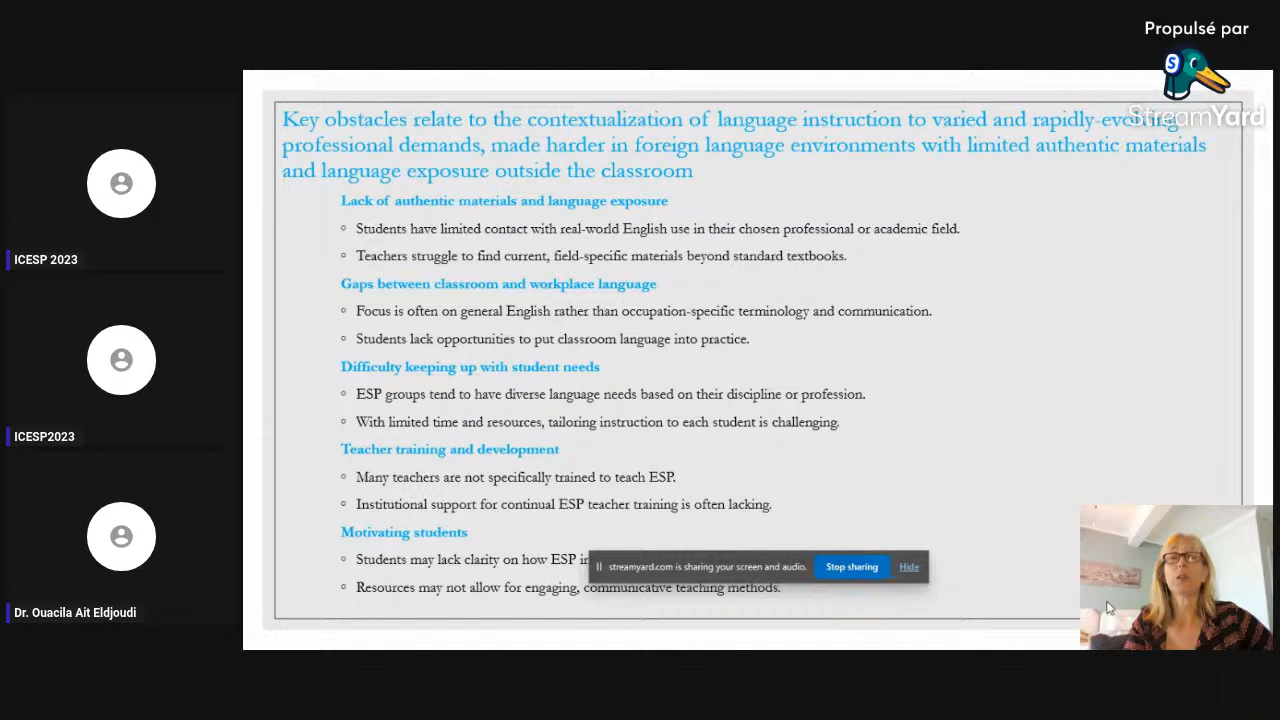 Propulsé par
StreamYard
Key obstacles relate to the contextualization of language instruction to varied and rapidly-evolving
professional demands, made harder in foreign language environments with limited authentic materials
and language exposure outside the classroom
Lack of authentic materials and language exposure
Students have limited contact with real-world English use in their chosen professional or academic field.
Teachers struggle to find current, field-specific materials beyond standard textbooks.
Gaps between classroom and workplace language
Focus is often on general English rather than occupation-specific terminology and communication.
Students lack opportunities to put classroom language into practice.
Difficulty keeping up with student needs
ESP groups tend to have diverse language needs based on their discipline or profession.
With limited time and resources, tailoring instruction to each student is challenging.
Teacher training and development
Many teachers are not specifically trained to teach ESP.
Institutional support for continual ESP teacher training is often lacking.
Motivating students
Students may lack clarity on how ESP
streamyard.com is sharing your screen and audio. Stop sharing Hide
Resources may not allow for engaging, communicative teaching methods.
ICESP 2023
ICESP2023
Dr. Ouacila Ait Eldjoudi